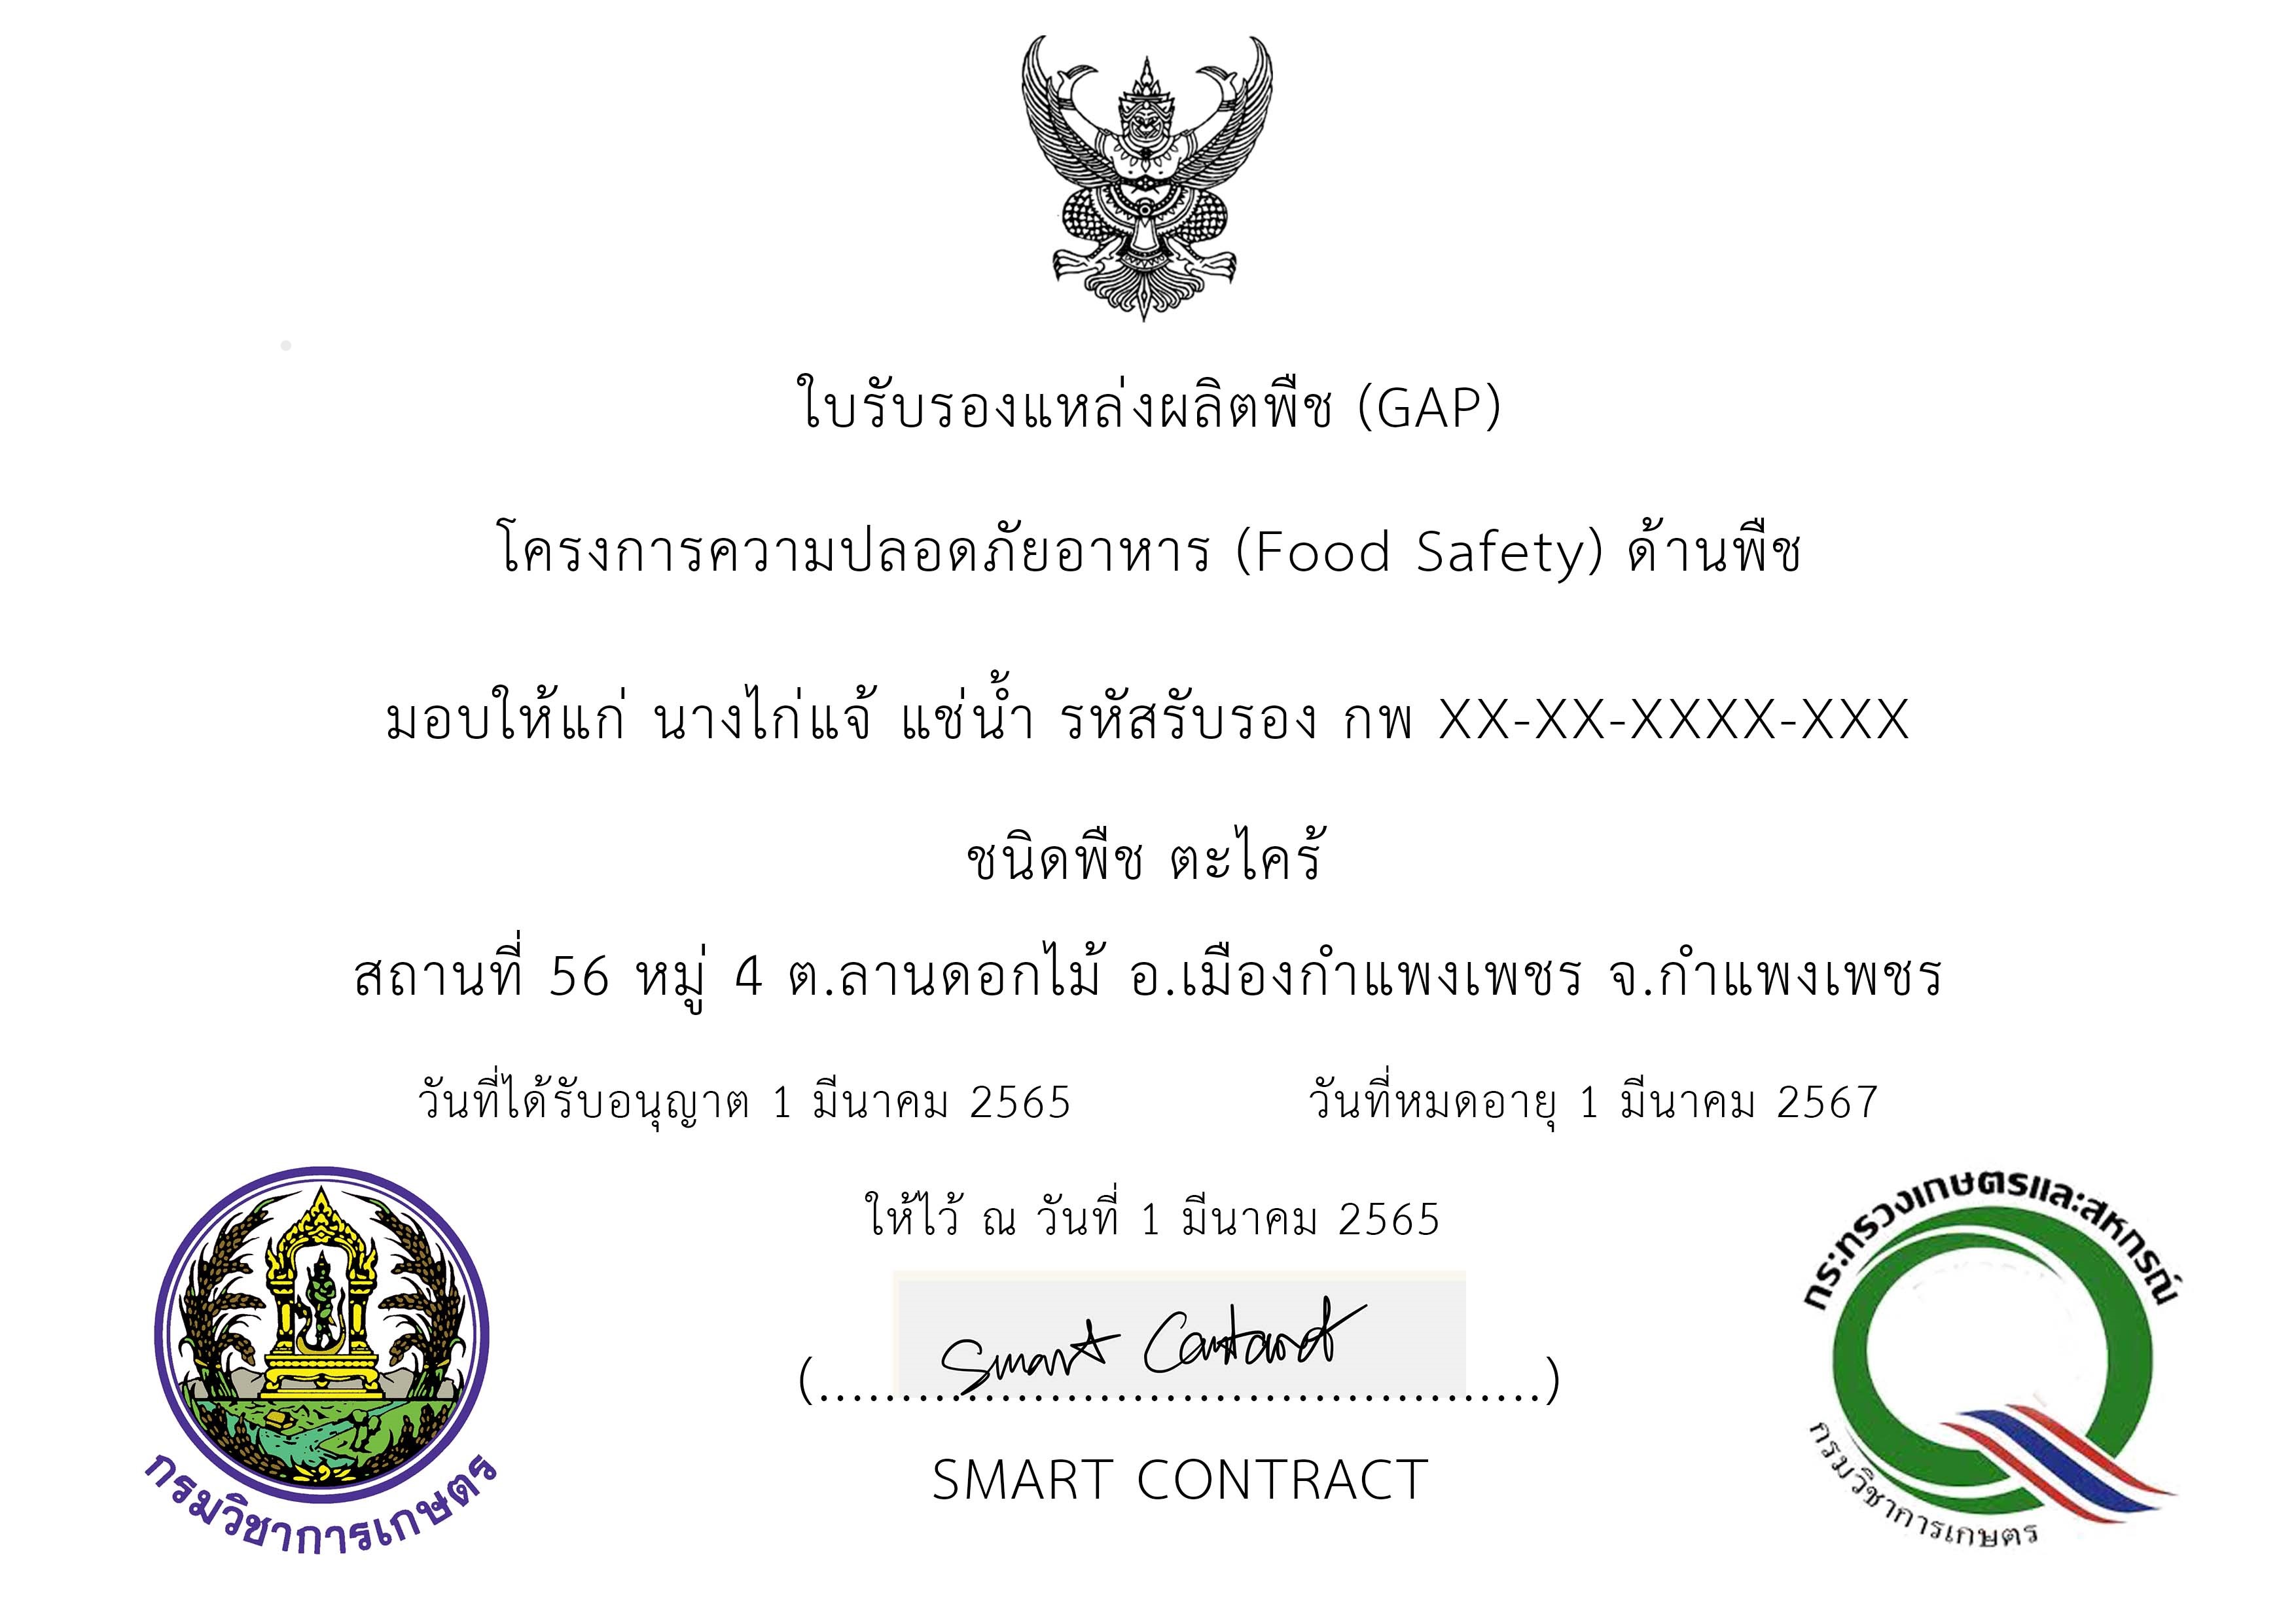 ใบรับรองแหล่งผลิตพืช (GAP)
โครงการความปลอดภัยอาหาร (Food Safety) ด้านพืช
มอบให้แก่ นางไก่แจ้ แช่น้ำ รหัสรับรอง กพ XX-XX-XXXX-XXX
ชนิดพืช ตะไคร้
สถานที่ 56 หมู่ 4 ต.ลานดอกไม้ อ.เมืองกำแพงเพชร จ.กำแพงเพชร
วันที่ได้รับอนุญาต 1 มีนาคม 2565 วันที่หมดอายุ 1 มีนาคม 2567
ให้ไว้ ณ วันที่ 1 มีนาคม 2565
กระทรวงเกษตรและสหกรณ์
Smart Contract
(............................................)
SMART CONTRACT
กรมวิชาการเกษตร
กรมวิชาการเกษตร